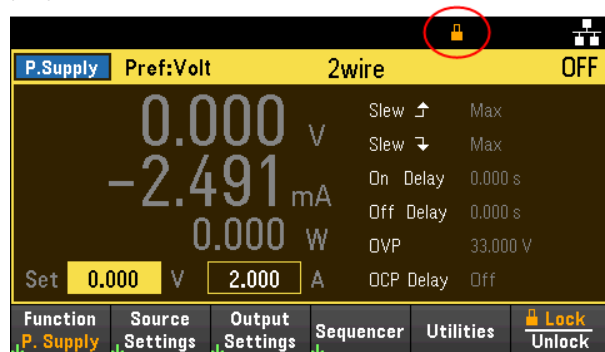 P.Supply Pref:Volt 2wire OFF
0.000 V
-2.491 mA
0.000 W
Slew Max
Slew Max
On Delay 0.000 s
Off Delay 0.000 s
OVP 33.000 V
OCP Delay Off
Set 0.000 V 2.000 A
Function
P. Supply
Source
Settings
Output
Settings
Sequencer
Utilities
Lock
Unlock